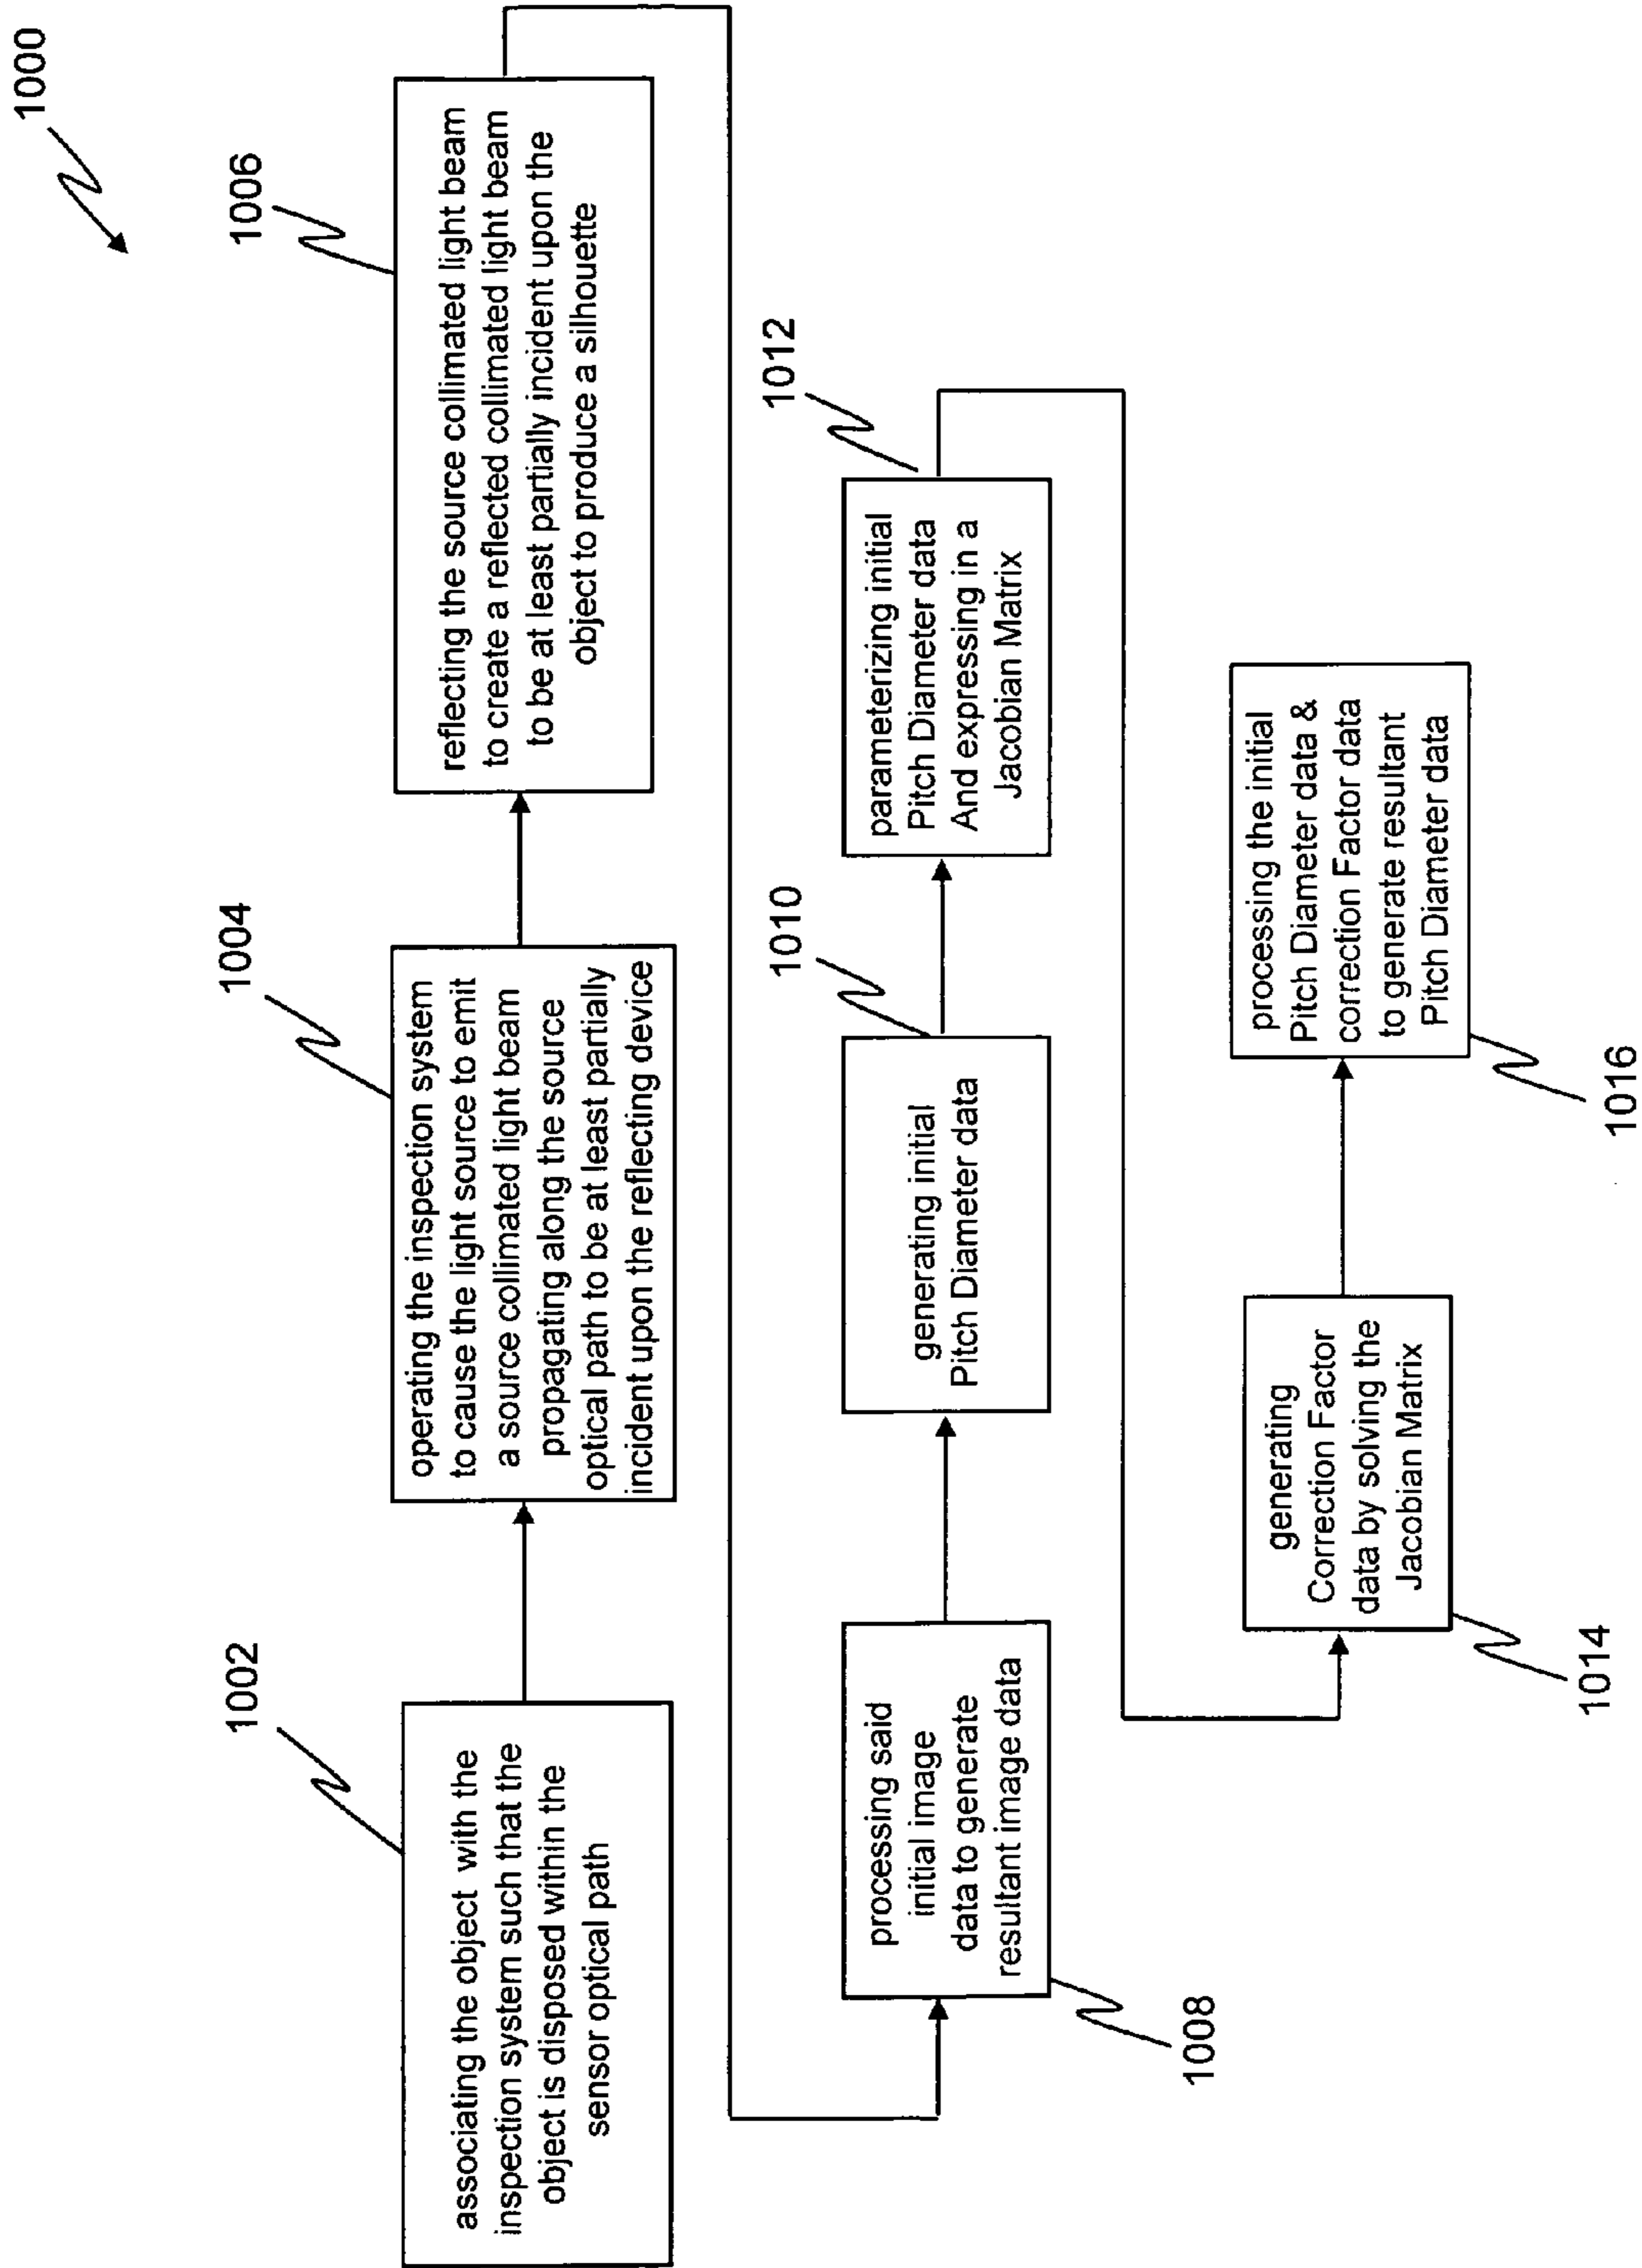 1000
1002
associating the object with the
inspection system such that the
object is disposed within the
sensor optical path
1004
operating the inspection system
to cause the light source to emit
a source collimated light beam
propagating along the source
optical path to be at least partially
incident upon the reflecting device
1006
reflecting the source collimated light beam
to create a reflected collimated light beam
to be at least partially incident upon the
object to produce a silhouette
processing said
initial image
data to generate
resultant image data
1008
1010
generating initial
Pitch Diameter data
1012
parameterizing initial
Pitch Diameter data
And expressing in a
Jacobian Matrix
generating
Correction Factor
data by solving the
Jacobian Matrix
1014
processing the initial
Pitch Diameter data &
correction Factor data
to generate resultant
Pitch Diameter data
1016